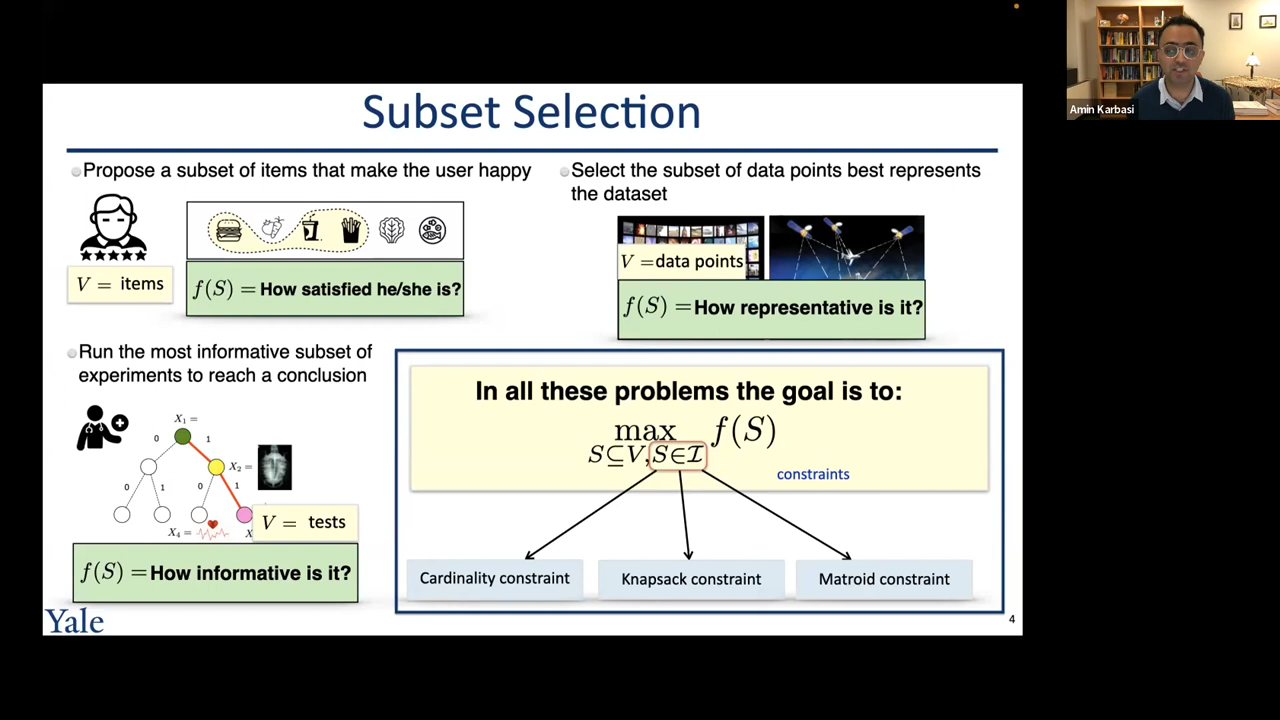 Amin Karbasi
Subset Selection
Propose a subset of items that make the user happy
V = items
f(S) = How satisfied he/she is?
Select the subset of data points best represents
the dataset
V = data points
f(S) = How representative is it?
Run the most informative subset of
experiments to reach a conclusion
X₁ =
0
1
X₂ =
0
1
0
1
X₄ =
X
V = tests
f(S) = How informative is it?
In all these problems the goal is to:
max f(S)
S⊆V, S∈ℐ
constraints
Cardinality constraint
Knapsack constraint
Matroid constraint
Yale
4